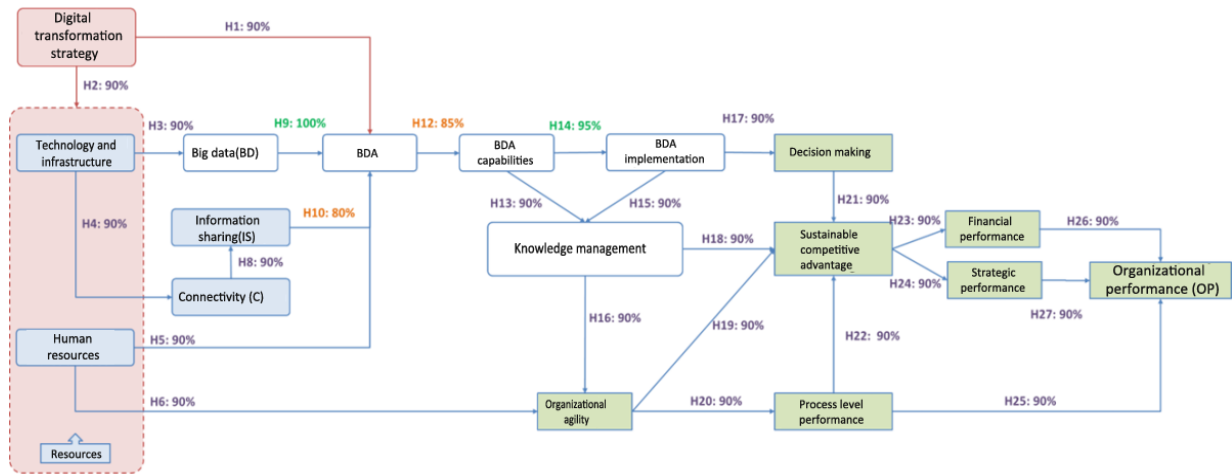 Digital
transformation
strategy
H1: 90%
H2: 90%
Technology and
infrastructure
H3: 90%
Big data(BD)
H9: 100%
BDA
H12: 85%
BDA
capabilities
H14: 95%
BDA
implementation
H17: 90%
Decision making
H4: 90%
Information
sharing(IS)
H10: 80%
H8: 90%
Connectivity (C)
H13: 90%
H15: 90%
Knowledge management
H18: 90%
H21: 90%
Sustainable
competitive
advantage
H23: 90%
Financial
performance
H26: 90%
H24: 90%
Strategic
performance
H27: 90%
Organizational
performance (OP)
Human
resources
H5: 90%
H16: 90%
H19: 90%
H22: 90%
H6: 90%
Organizational
agility
H20: 90%
Process level
performance
H25: 90%
Resources